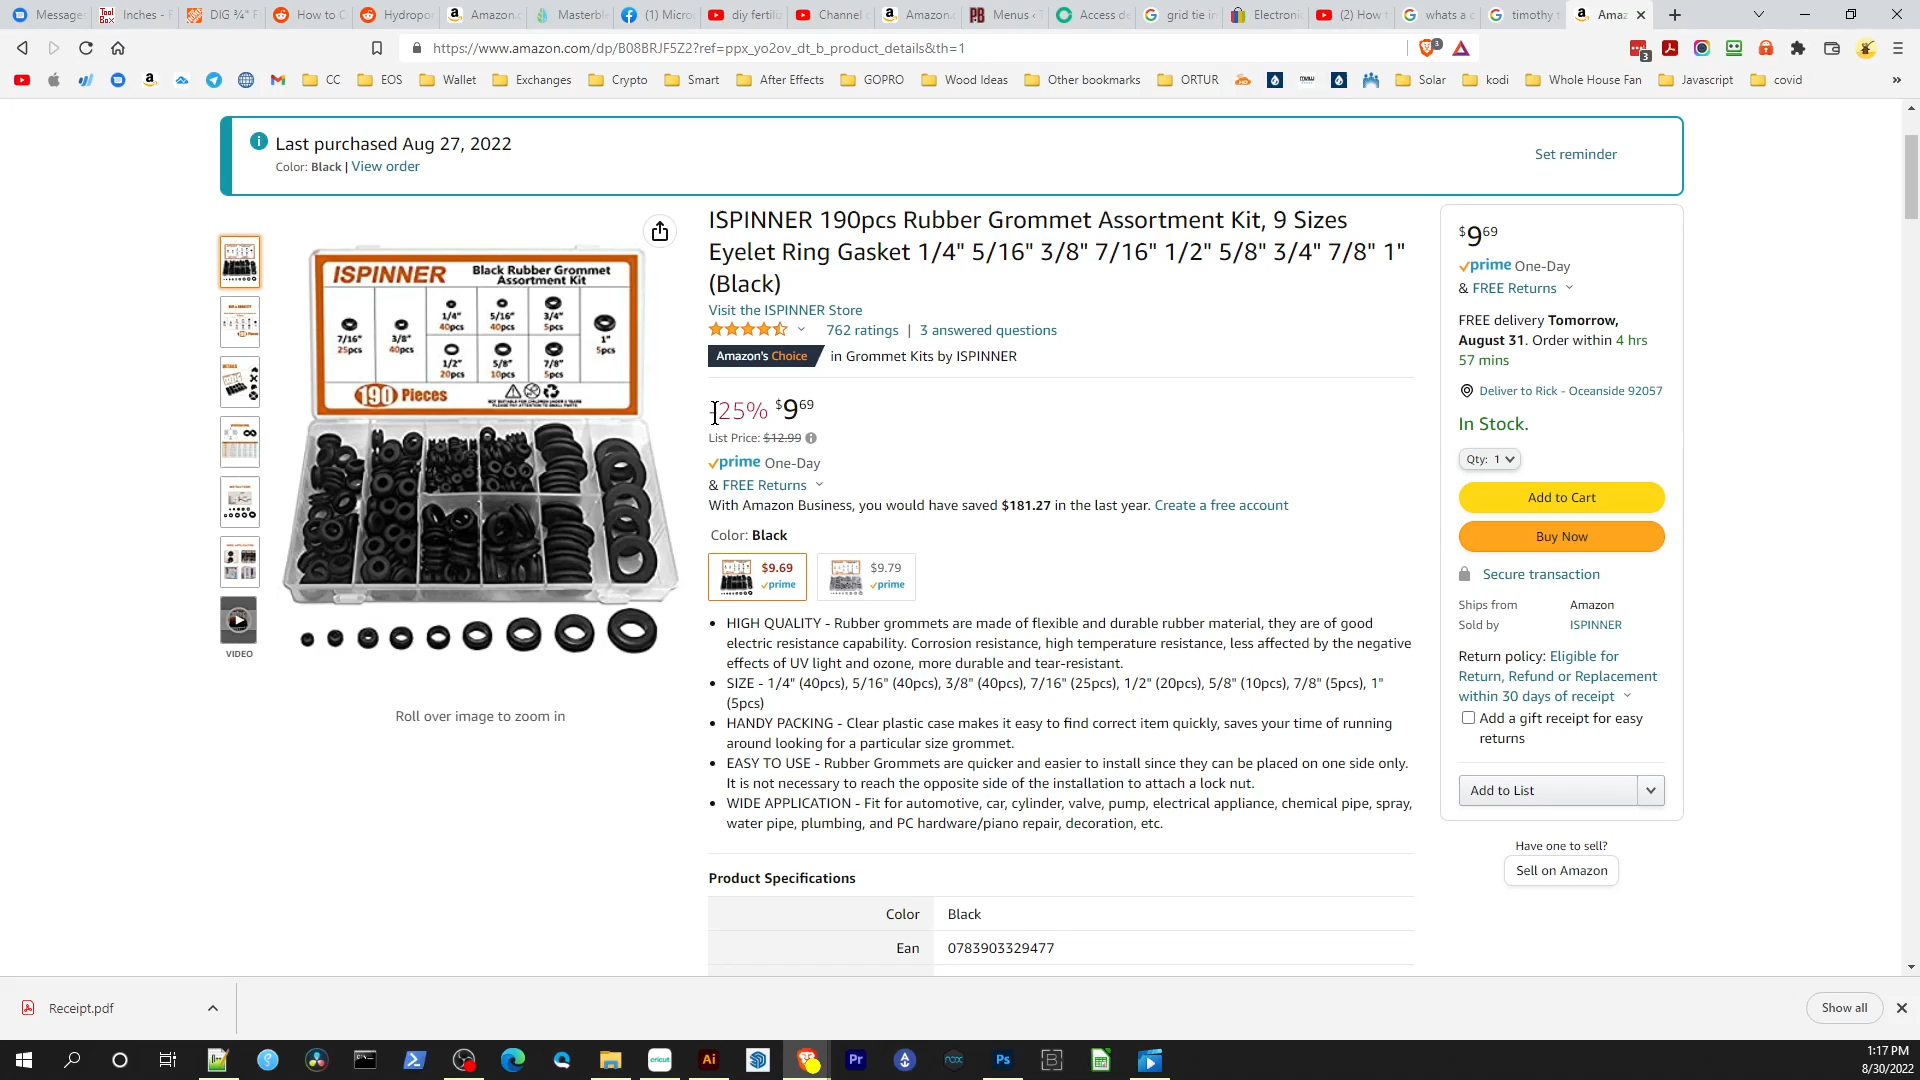 Messages
Inches - F
DIG ¾" F
How to C
Hydropo
Amazon.c
Masterble
(1) Micro
diy fertiliz
Channel c
Amazon.c
Menus ‹ T
Access de
grid tie in
Electronic
(2) How t
whats a c
timothy t
Amaz
https://www.amazon.com/dp/B08BRJF5Z2?ref=ppx_yo2ov_dt_b_product_details&th=1
3
3
CC
EOS
Wallet
Exchanges
Crypto
Smart
After Effects
GOPRO
Wood Ideas
Other bookmarks
ORTUR
Solar
kodi
Whole House Fan
Javascript
covid
Last purchased Aug 27, 2022
Color: Black | View order
Set reminder
ISPINNER 190pcs Rubber Grommet Assortment Kit, 9 Sizes
Eyelet Ring Gasket 1/4" 5/16" 3/8" 7/16" 1/2" 5/8" 3/4" 7/8" 1"
(Black)
Visit the ISPINNER Store
762 ratings | 3 answered questions
Amazon's Choice in Grommet Kits by ISPINNER
-25% $9 69
List Price: $12.99
prime One-Day
& FREE Returns
With Amazon Business, you would have saved $181.27 in the last year. Create a free account
Color: Black
$9.69
prime
$9.79
prime
• HIGH QUALITY - Rubber grommets are made of flexible and durable rubber material, they are of good
electric resistance capability. Corrosion resistance, high temperature resistance, less affected by the negative
effects of UV light and ozone, more durable and tear-resistant.
• SIZE - 1/4" (40pcs), 5/16" (40pcs), 3/8" (40pcs), 7/16" (25pcs), 1/2" (20pcs), 5/8" (10pcs), 7/8" (5pcs), 1"
(5pcs)
• HANDY PACKING - Clear plastic case makes it easy to find correct item quickly, saves your time of running
around looking for a particular size grommet.
• EASY TO USE - Rubber Grommets are quicker and easier to install since they can be placed on one side only.
It is not necessary to reach the opposite side of the installation to attach a lock nut.
• WIDE APPLICATION - Fit for automotive, car, cylinder, valve, pump, electrical appliance, chemical pipe, spray,
water pipe, plumbing, and PC hardware/piano repair, decoration, etc.
Product Specifications
Color Black
Ean 0783903329477
ISPINNER
Black Rubber Grommet
Assortment Kit
7/16"
25pcs
3/8"
40pcs
1/4"
40pcs
5/16"
40pcs
3/4"
5pcs
1/2"
20pcs
5/8"
10pcs
7/8"
5pcs
1"
5pcs
190 Pieces
VIDEO
Roll over image to zoom in
$9 69
prime One-Day
& FREE Returns
FREE delivery Tomorrow,
August 31. Order within 4 hrs
57 mins
Deliver to Rick - Oceanside 92057
In Stock.
Qty: 1
Add to Cart
Buy Now
Secure transaction
Ships from Amazon
Sold by ISPINNER
Return policy: Eligible for
Return, Refund or Replacement
within 30 days of receipt
Add a gift receipt for easy
returns
Add to List
Have one to sell?
Sell on Amazon
Receipt.pdf
Show all
cricut
Ai
Pr
nox
Ps
1:17 PM
8/30/2022